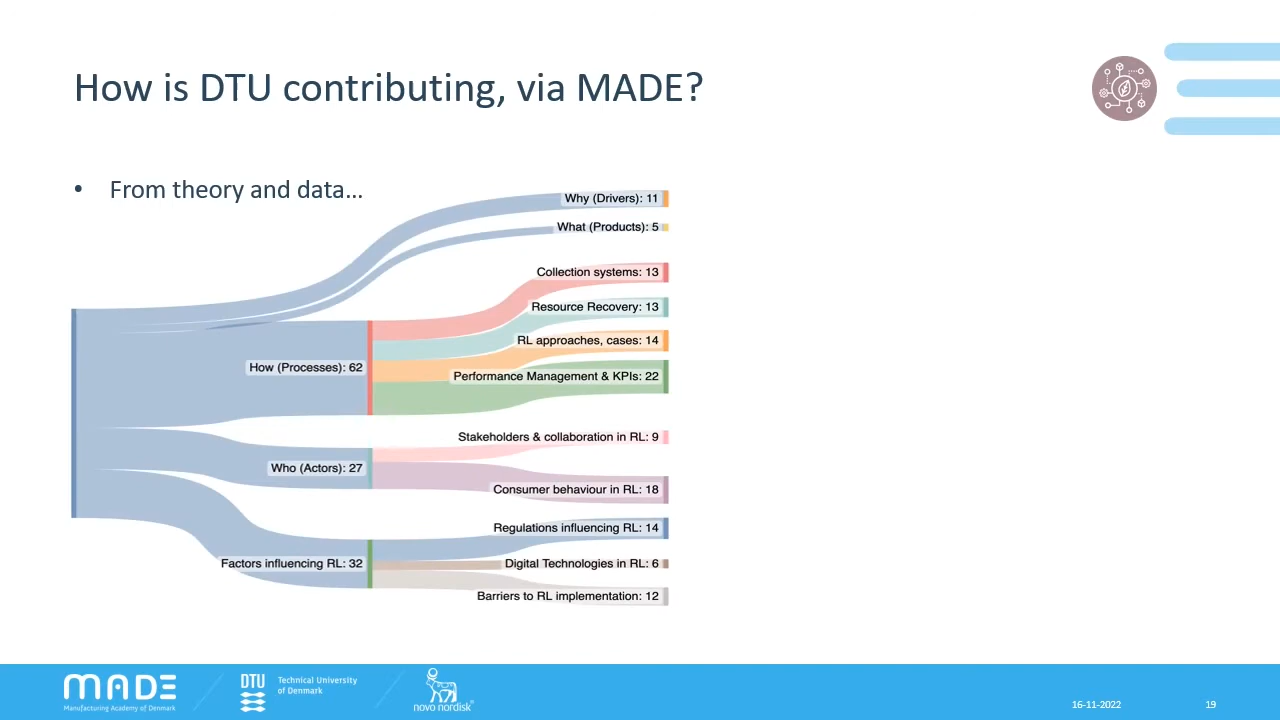 How is DTU contributing, via MADE?
• From theory and data...
Why (Drivers): 11
What (Products): 5
Collection systems: 13
Resource Recovery: 13
RL approaches, cases: 14
How (Processes): 62
Performance Management & KPIs: 22
Stakeholders & collaboration in RL: 9
Who (Actors): 27
Consumer behaviour in RL: 18
Regulations influencing RL: 14
Factors influencing RL: 32
Digital Technologies in RL: 6
Barriers to RL implementation: 12
MADE
Manufacturing Academy of Denmark
DTU
Technical University
of Denmark
novo nordisk®
16-11-2022
19